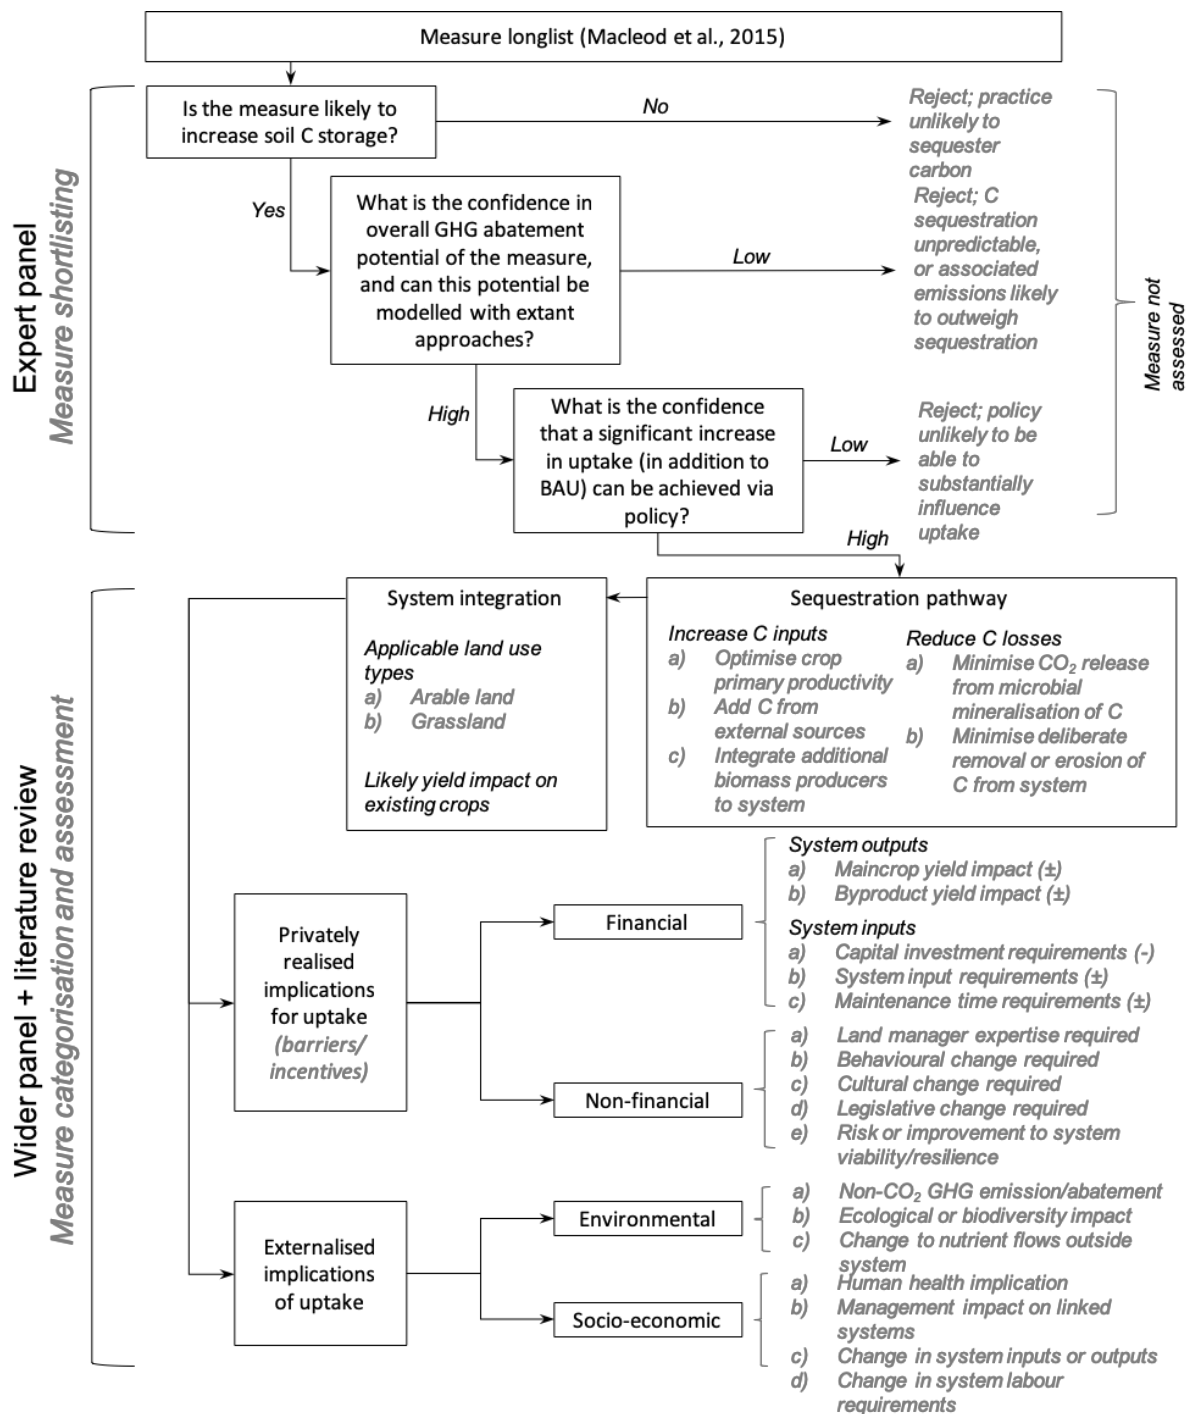 Measure longlist (Macleod et al., 2015)
Expert panel
Measure shortlisting
Is the measure likely to
increase soil C storage?
No
Reject; practice
unlikely to
sequester
carbon
Yes
What is the confidence in
overall GHG abatement
potential of the measure,
and can this potential be
modelled with extant
approaches?
Low
Reject; C
sequestration
unpredictable,
or associated
emissions likely
to outweigh
sequestration
High
What is the confidence
that a significant increase
in uptake (in addition to
BAU) can be achieved via
policy?
Low
Reject; policy
unlikely to be
able to
substantially
influence
uptake
Measure not
assessed
High
Wider panel + literature review
Measure categorisation and assessment
System integration
Applicable land use
types
a) Arable land
b) Grassland
Likely yield impact on
existing crops
Sequestration pathway
Increase C inputs
a) Optimise crop
primary productivity
b) Add C from
external sources
c) Integrate additional
biomass producers
to system
Reduce C losses
a) Minimise CO₂ release
from microbial
mineralisation of C
b) Minimise deliberate
removal or erosion of
C from system
Privately
realised
implications
for uptake
(barriers/
incentives)
Financial
System outputs
a) Maincrop yield impact (±)
b) Byproduct yield impact (±)
System inputs
a) Capital investment requirements (-)
b) System input requirements (±)
c) Maintenance time requirements (±)
Non-financial
a) Land manager expertise required
b) Behavioural change required
c) Cultural change required
d) Legislative change required
e) Risk or improvement to system
viability/resilience
Externalised
implications
of uptake
Environmental
a) Non-CO₂ GHG emission/abatement
b) Ecological or biodiversity impact
c) Change to nutrient flows outside
system
Socio-economic
a) Human health implication
b) Management impact on linked
systems
c) Change in system inputs or outputs
d) Change in system labour
requirements